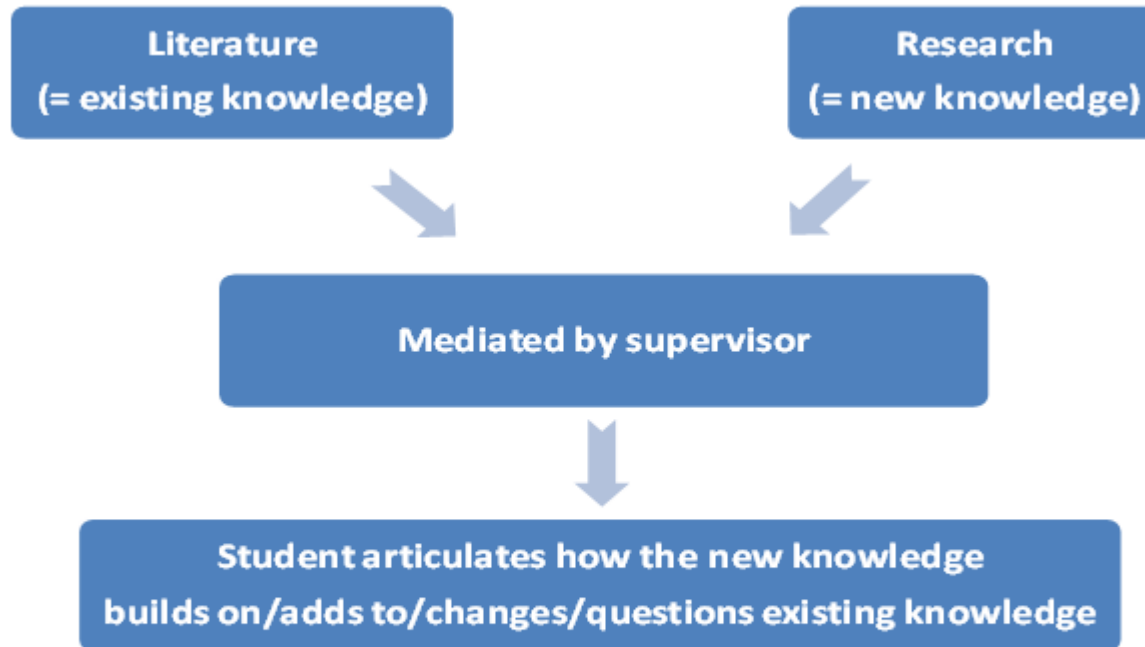 Literature
(= existing knowledge)
Research
(= new knowledge)
Mediated by supervisor
Student articulates how the new knowledge
builds on/adds to/changes/questions existing knowledge